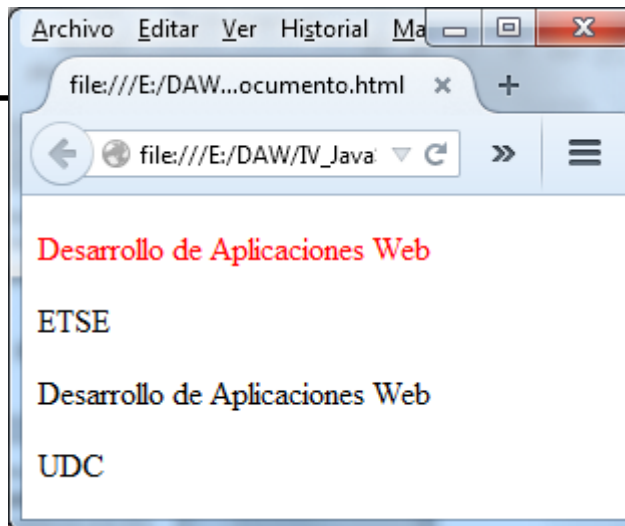 Archivo Editar Ver Historial Ma
file:///E:/DAW...ocumento.html
file:///E:/DAW/IV_Java
Desarrollo de Aplicaciones Web
ETSE
Desarrollo de Aplicaciones Web
UDC